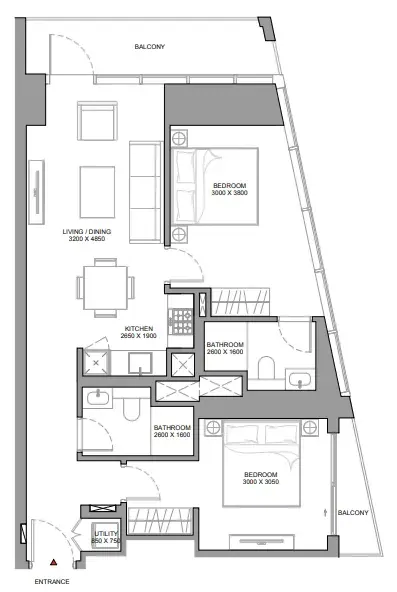 BALCONY
BEDROOM
3000 X 3800
LIVING / DINING
3200 X 4850
KITCHEN
2650 X 1900
BATHROOM
2600 X 1600
BATHROOM
2600 X 1600
BEDROOM
3000 X 3050
BALCONY
UTILITY
850 X 750
ENTRANCE